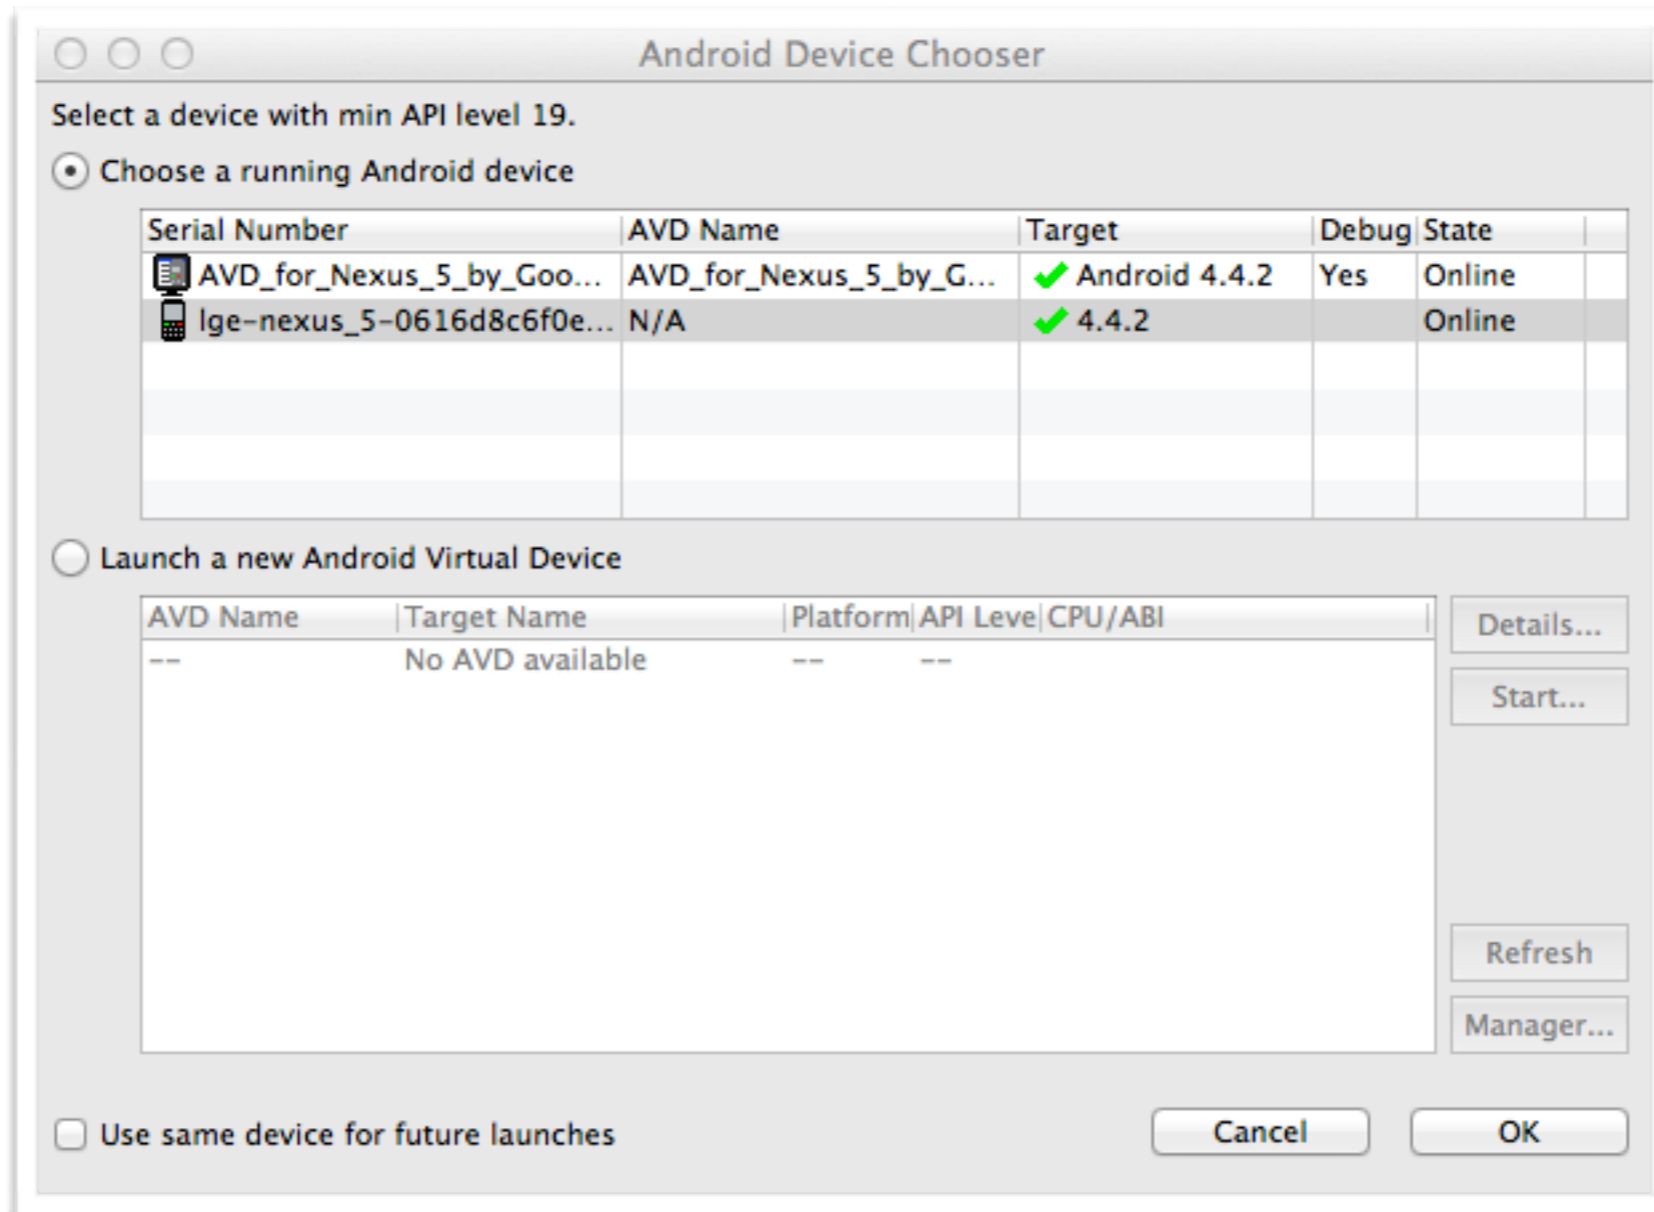 Android Device Chooser
Select a device with min API level 19.
Choose a running Android device
Serial Number AVD Name Target Debug State
AVD_for_Nexus_5_by_Goo... AVD_for_Nexus_5_by_G... Android 4.4.2 Yes Online
lge-nexus_5-0616d8c6f0e... N/A 4.4.2 Online
Launch a new Android Virtual Device
AVD Name Target Name Platform API Leve CPU/ABI
-- No AVD available -- --
Details...
Start...
Refresh
Manager...
Use same device for future launches Cancel OK